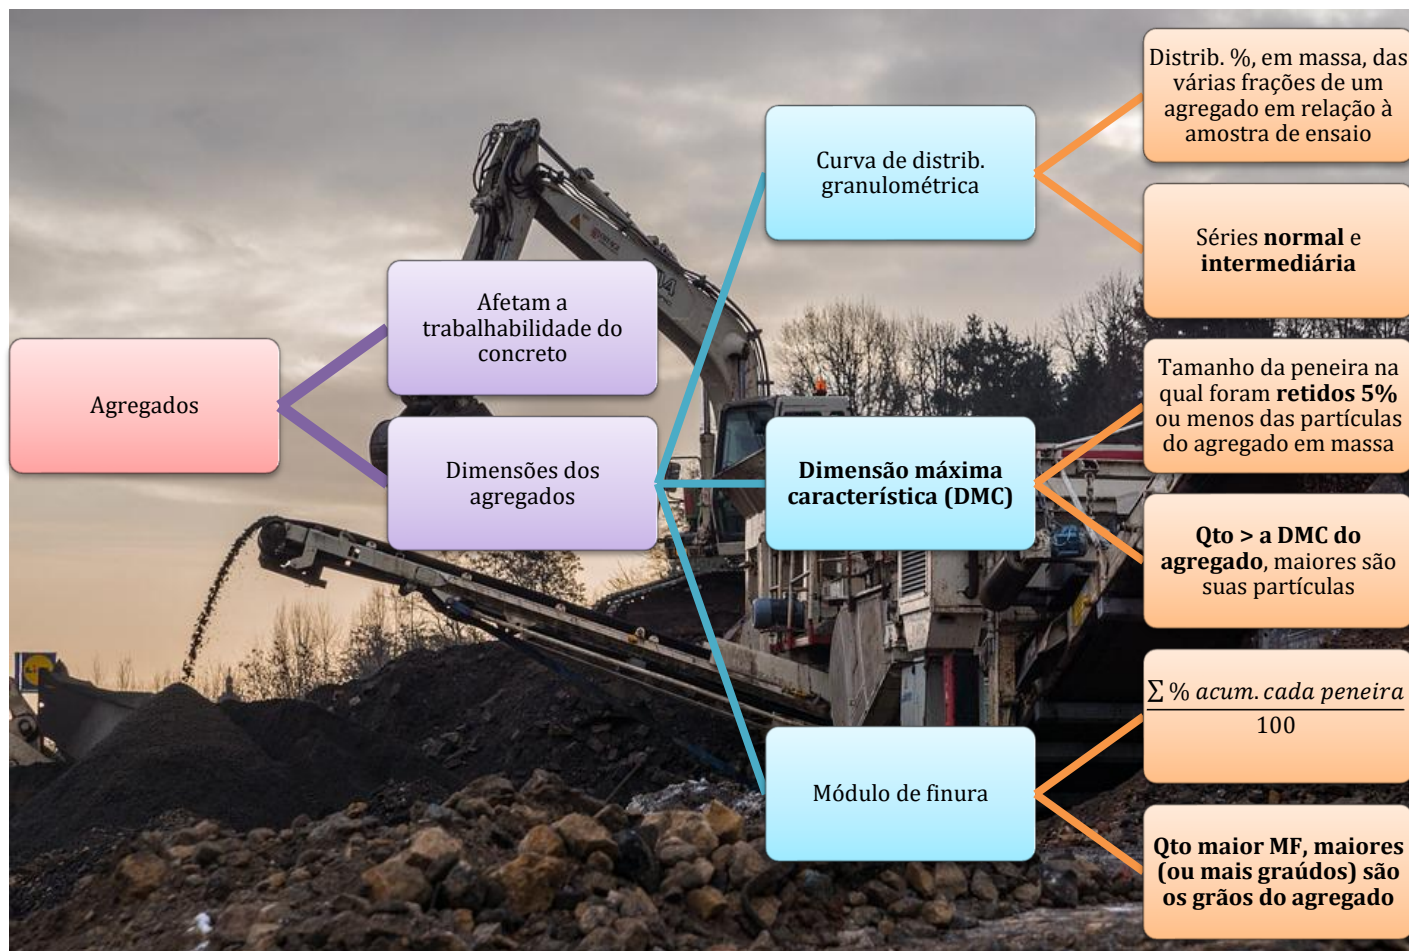 Agregados
Afetam a
trabalhabilidade do
concreto
Dimensões dos
agregados
Curva de distrib.
granulométrica
Distrib. %, em massa, das
várias frações de um
agregado em relação à
amostra de ensaio
Séries normal e
intermediária
Dimensão máxima
característica (DMC)
Tamanho da peneira na
qual foram retidos 5%
ou menos das partículas
do agregado em massa
Qto > a DMC do
agregado, maiores são
suas partículas
Módulo de finura
∑ % acum. cada peneira
100
Qto maior MF, maiores
(ou mais graúdos) são
os grãos do agregado